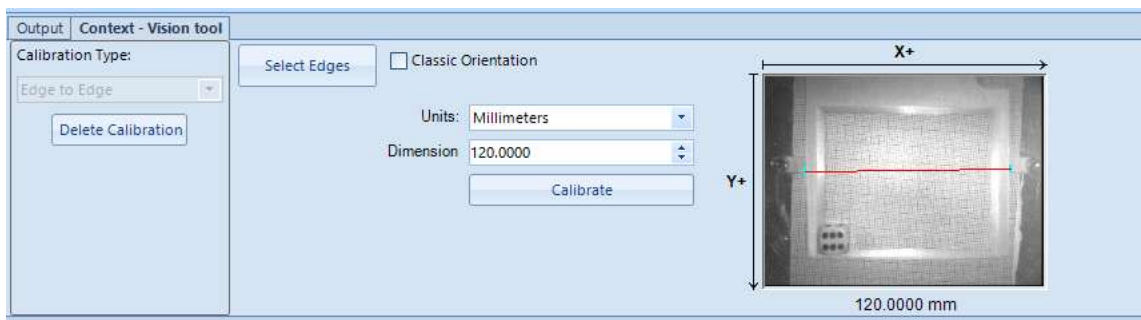 Output
Context - Vision tool
Calibration Type:
Edge to Edge
Delete Calibration
Select Edges
Classic Orientation
Units: Millimeters
Dimension 120.0000
Calibrate
X+
Y+
120.0000 mm